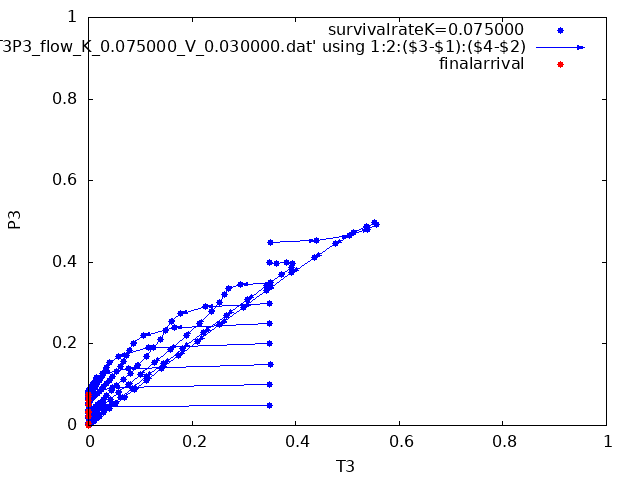 survivalrateK=0.075000
T3P3_flow_K_0.075000_V_0.030000.dat' using 1:2:($3-$1):($4-$2)
finalarrival
1
0.8
0.6
0.4
0.2
0
P3
0 0.2 0.4 0.6 0.8 1
T3